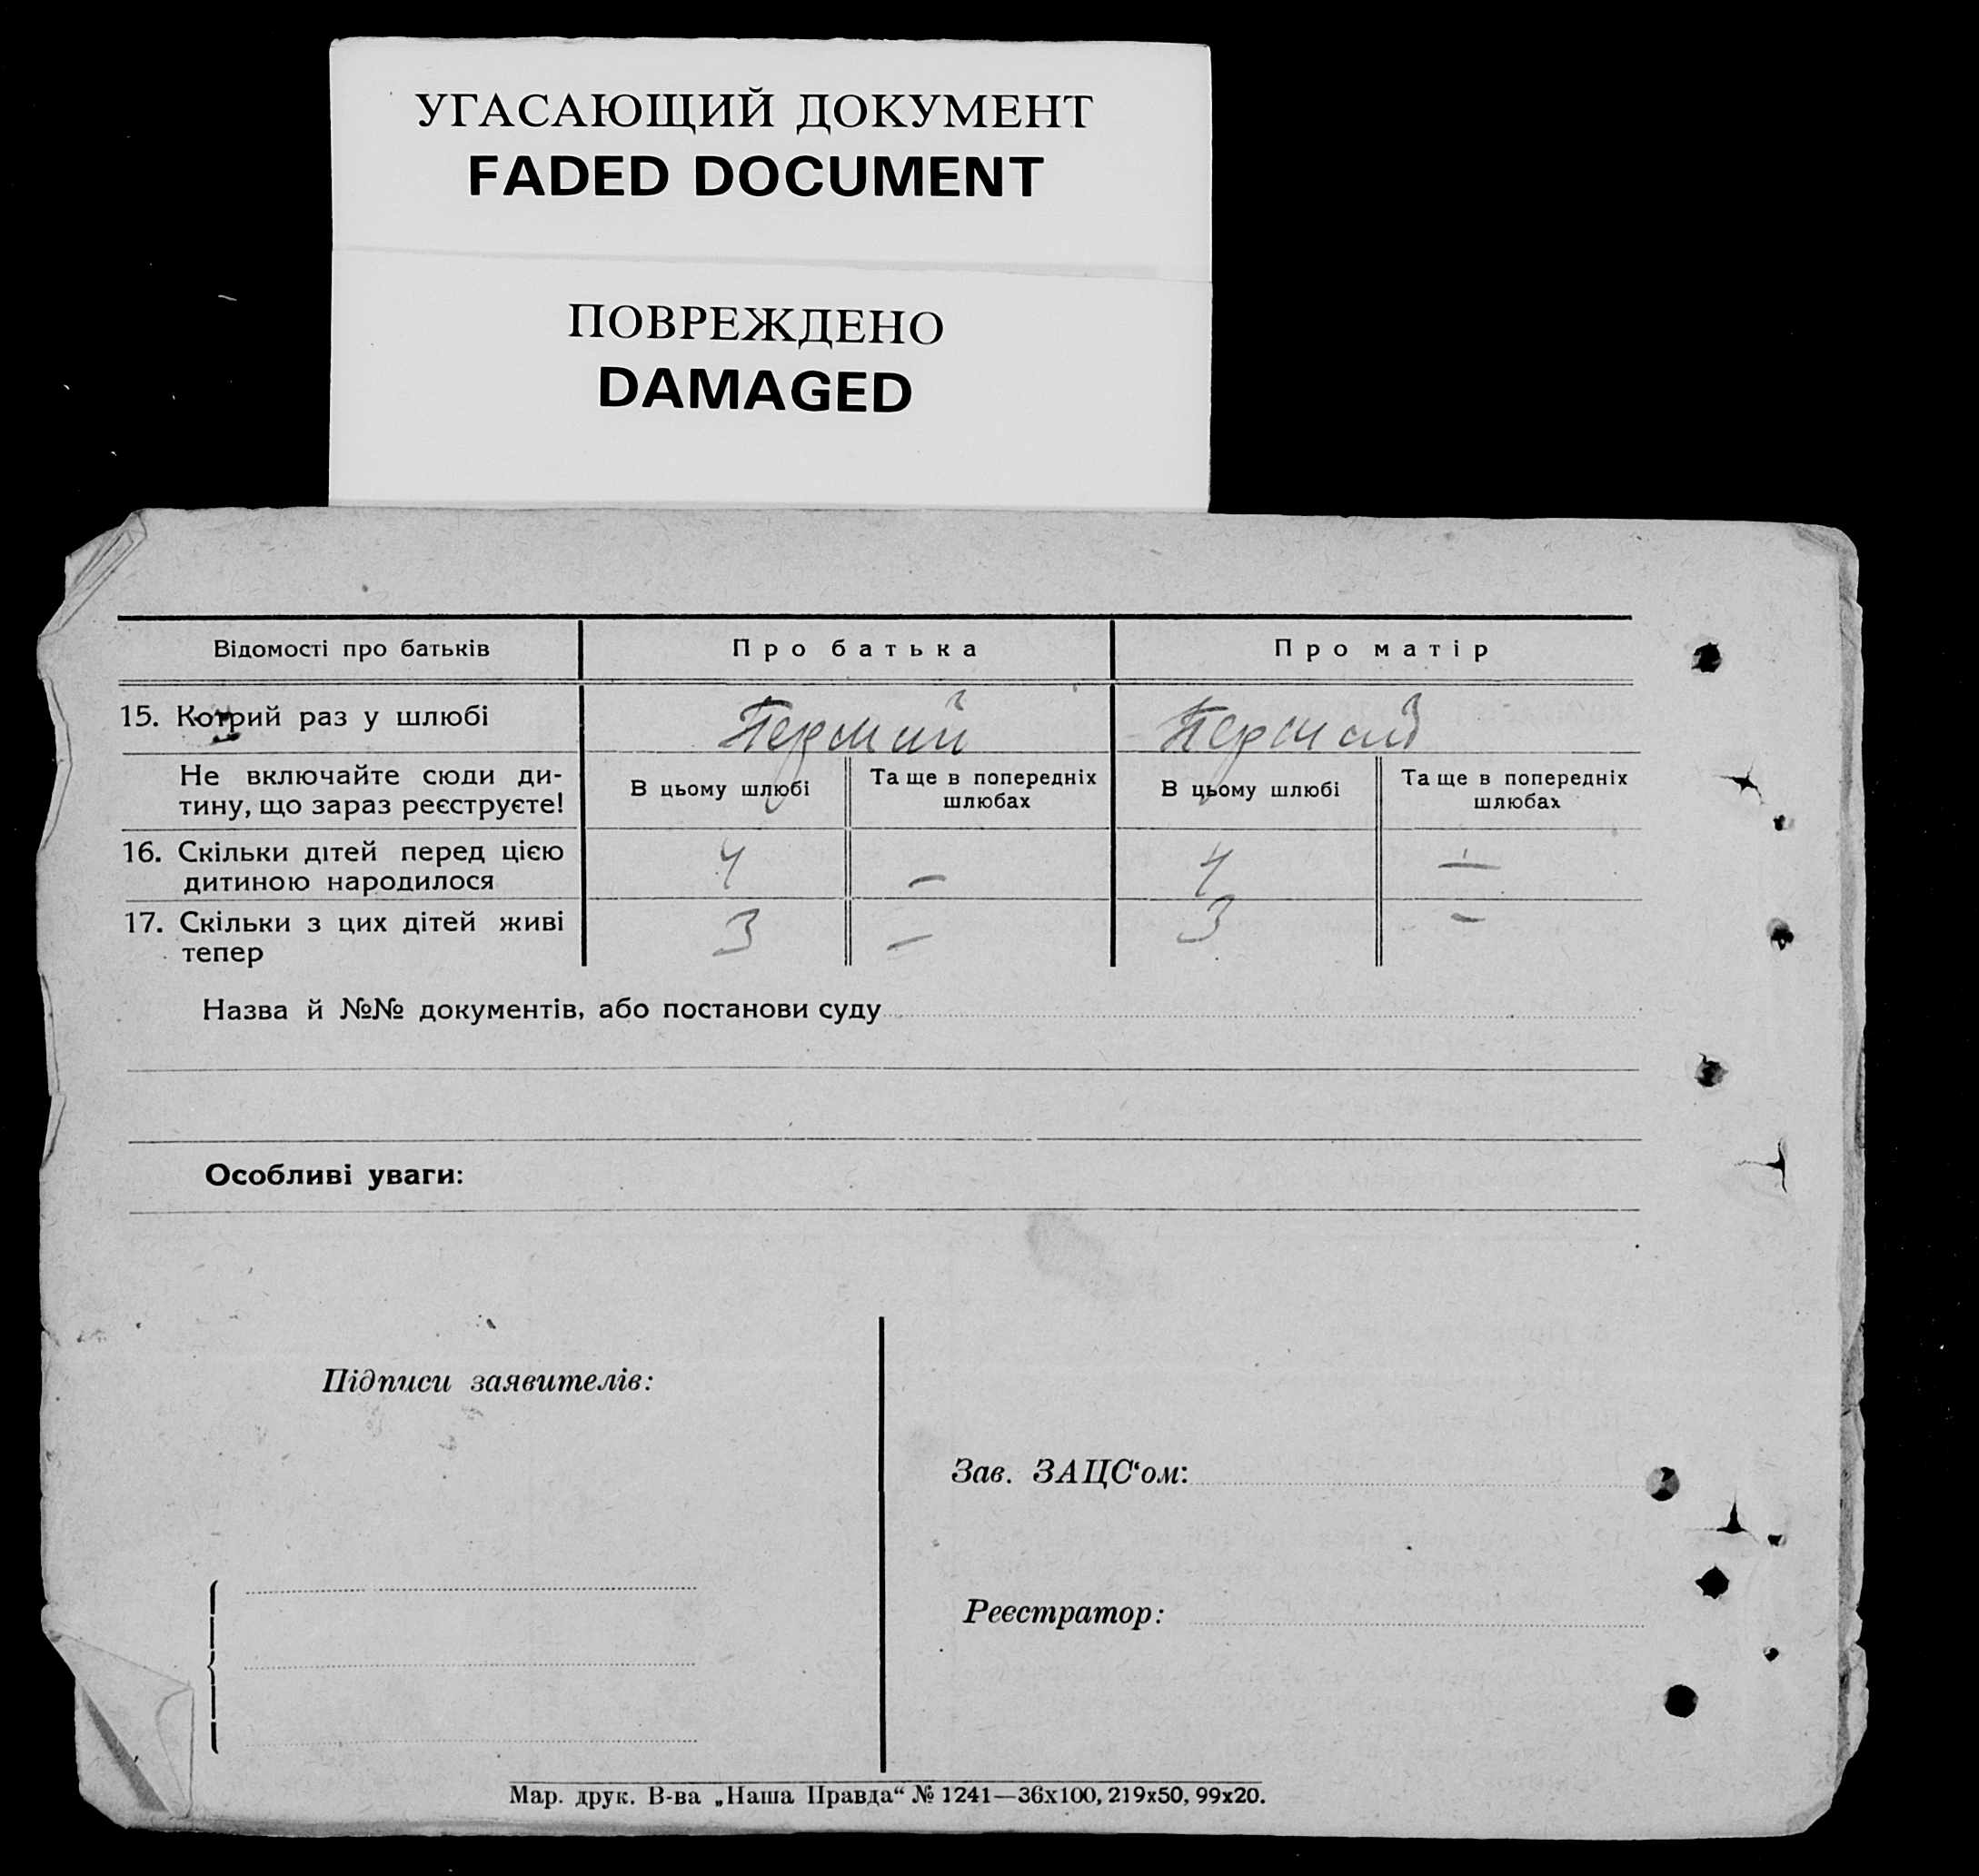 УГАСАЮЩИЙ ДОКУМЕНТ
FADED DOCUMENT
ПОВРЕЖДЕНО
DAMAGED
Відомості про батьків Про батька Про матір
15. Котрий раз у шлюбі Перший Перший
Не включайте сюди ди-
тину, що зараз реєструєте!
В цьому шлюбі
Та ще в попередніх
шлюбах
В цьому шлюбі
Та ще в попередніх
шлюбах
16. Скільки дітей перед цією
дитиною народилося
4 — 4 —
17. Скільки з цих дітей живі
тепер
3 — 3 —
Назва й №№ документів, або постанови суду
Особливі уваги:
Підписи заявителів:
Зав. ЗАЦС‘ом:
Реєстратор:
Мар. друк. В-ва „Наша Правда“ № 1241—36х100, 219х50, 99х20.